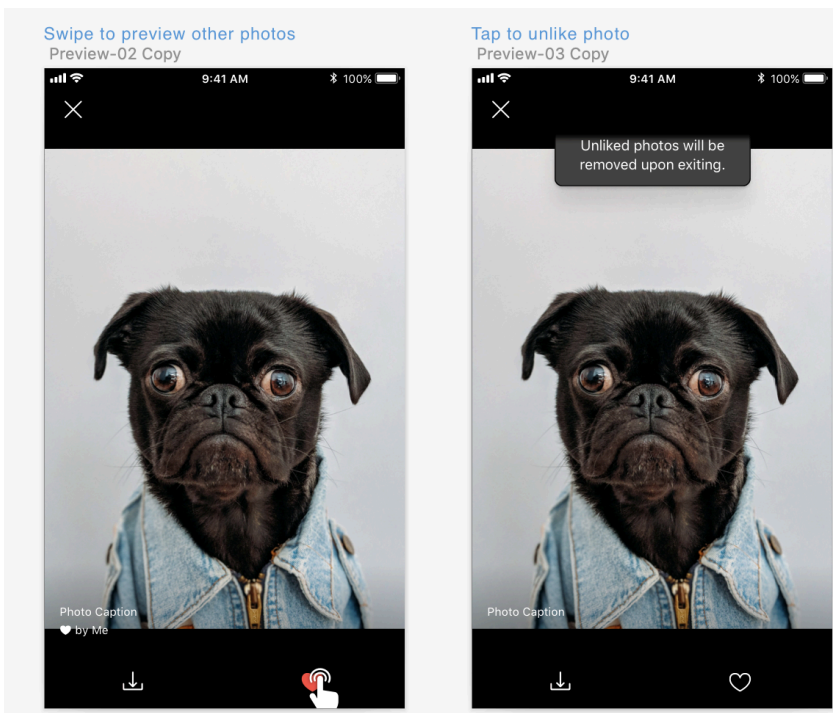 Swipe to preview other photos
Preview-02 Copy
9:41 AM
100%
Photo Caption
by Me
Tap to unlike photo
Preview-03 Copy
9:41 AM
100%
Unliked photos will be
removed upon exiting.
Photo Caption